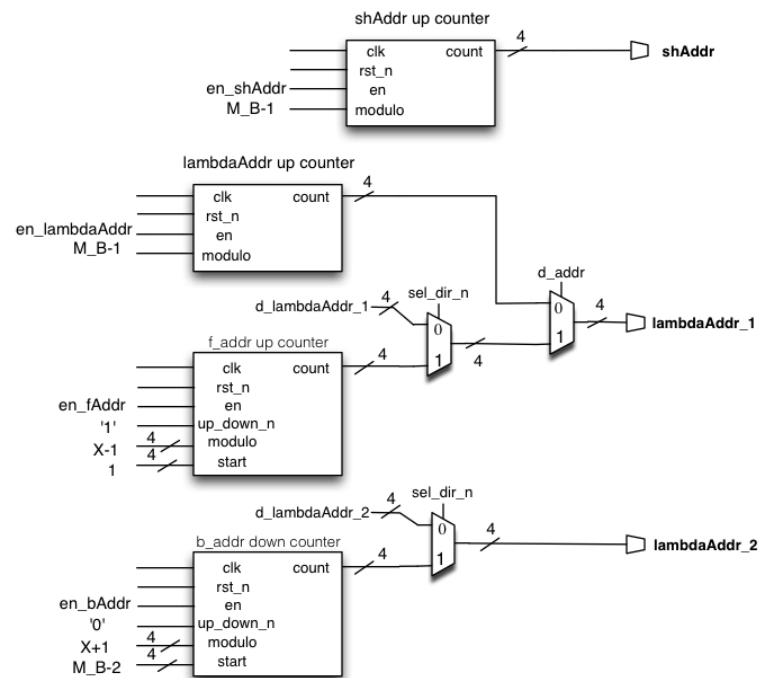 shAddr up counter
clk count 4 shAddr
rst_n
en_shAddr en
M_B-1 modulo
lambdaAddr up counter
clk count 4
rst_n
en_lambdaAddr en
M_B-1 modulo
d_addr
sel_dir_n
d_lambdaAddr_1 4
0
0 4 lambdaAddr_1
1
1
4
f_addr up counter
clk count 4
rst_n
en_fAddr en
'1' up_down_n
X-1 4 modulo
1 4 start
sel_dir_n
d_lambdaAddr_2 4
0
1
4 lambdaAddr_2
b_addr down counter
clk count 4
rst_n
en_bAddr en
'0' up_down_n
X+1 4 modulo
M_B-2 4 start